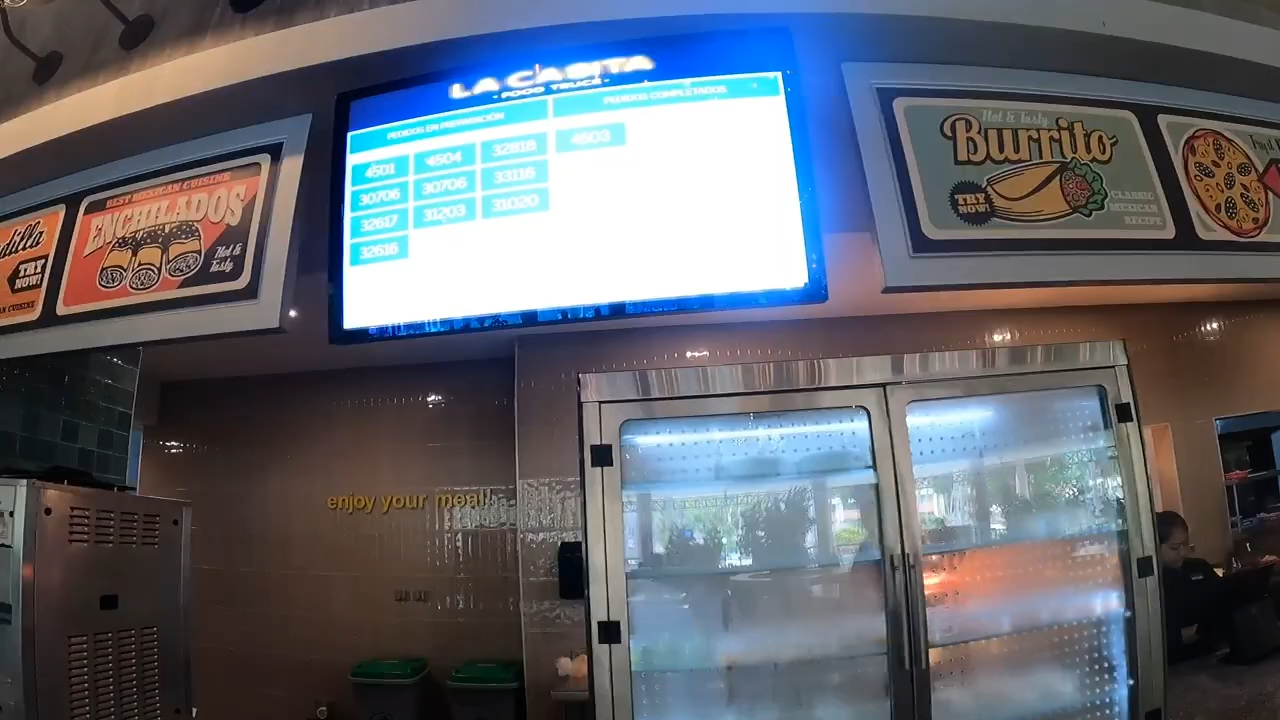 LA CASITA
- FOOD TRUCK -
PEDIDOS EN PREPARACIÓN
PEDIDOS COMPLETADOS
4501 4504 32818 4503
30706 30706 33116
32617 31203 31020
32616
BEST MEXICAN CUISINE
ENCHILADOS
Hot &
Tasty
TRY
NOW!
Hot & Tasty
Burrito
TRY
NOW!
CLASSIC
MEXICAN
RECIPE
enjoy your meal!